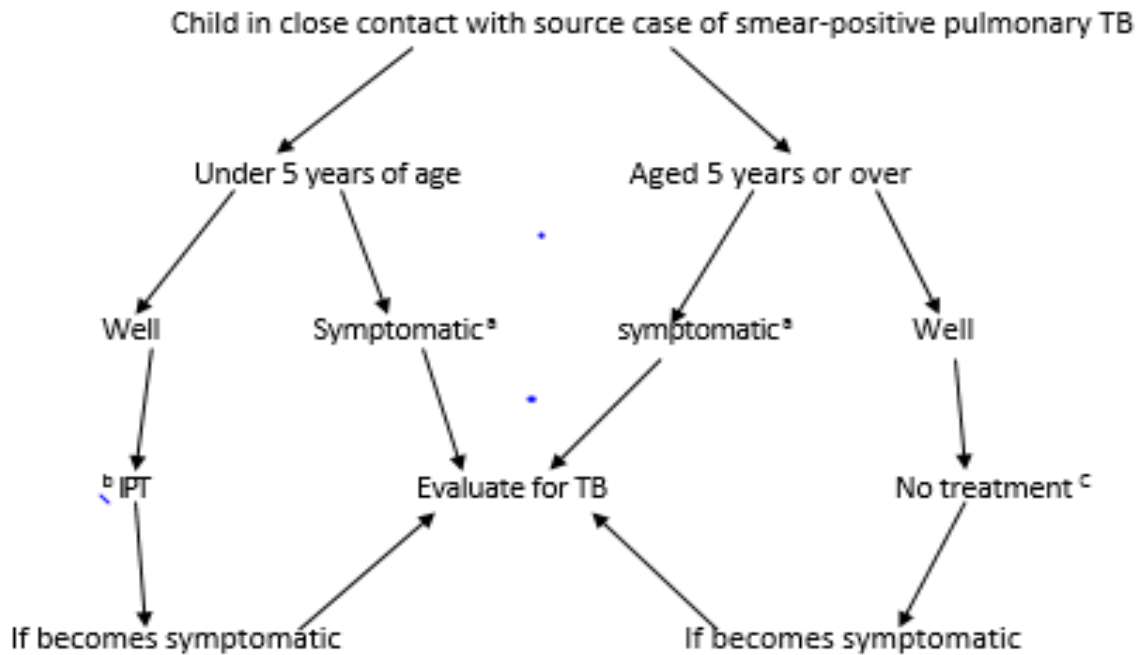 Child in close contact with source case of smear-positive pulmonary TB
Under 5 years of age
Aged 5 years or over
Well
Symptomatic a
symptomatic a
Well
b IPT
Evaluate for TB
No treatment c
If becomes symptomatic
If becomes symptomatic